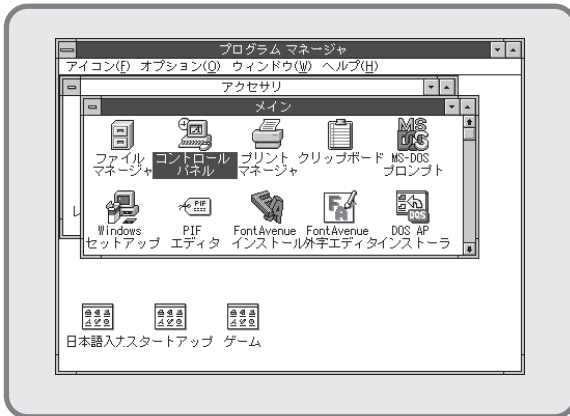 プログラム マネージャ
アイコン(F) オプション(O) ウィンドウ(W) ヘルプ(H)
アクセサリ
メイン
ファイル マネージャ
コントロール パネル
プリント マネージャ
クリップボード
MS-DOS プロンプト
Windows セットアップ
PIF エディタ
FontAvenue インストール
FontAvenue 外字エディタ
DOS AP インストーラ
日本語入力
スタートアップ
ゲーム